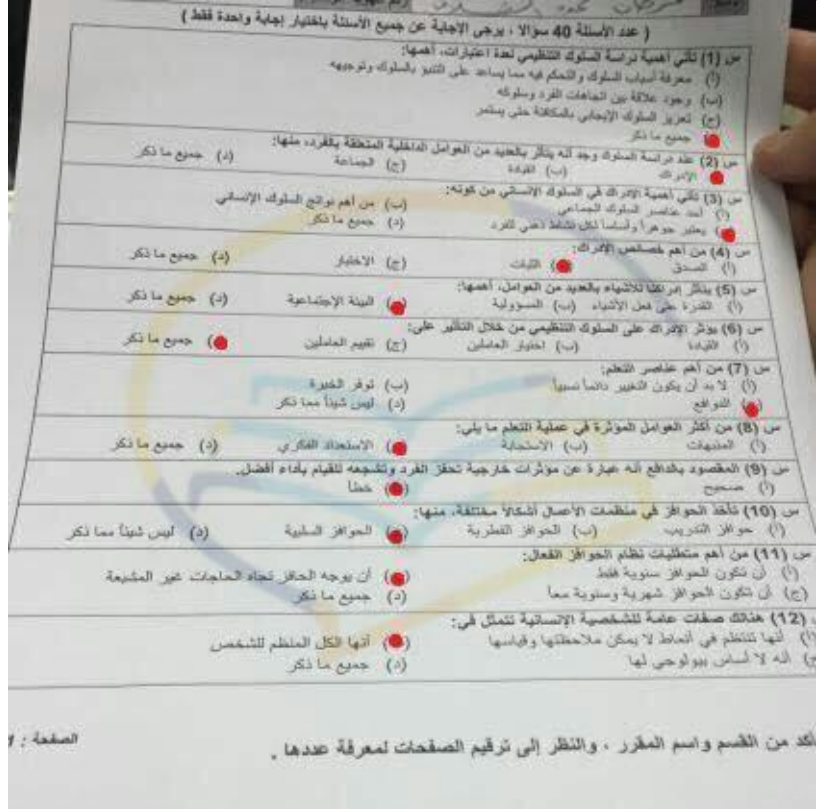 ( عدد الأسئلة 40 سؤالا ، يرجى الإجابة عن جميع الأسئلة باختيار إجابة واحدة فقط )
س (1) تأتي أهمية دراسة السلوك التنظيمي لعدة اعتبارات، أهمها:
(أ) معرفة أسباب السلوك والتحكم فيه مما يساعد على التنبؤ بالسلوك وتوجيهه
(ب) وجود علاقة بين اتجاهات الفرد وسلوكه
(ج) تعزيز السلوك الإيجابي بالمكافئة حتى يستمر
جميع ما ذكر
س (2) عند دراسة السلوك وجد أنه يتأثر بالعديد من العوامل الداخلية المتعلقة بالفرد، منها:
الإدراك (ب) القيادة (ج) الجماعة (د) جميع ما ذكر
س (3) تأتي أهمية الإدراك في السلوك الإنساني من كونه:
(أ) أحد عناصر السلوك الجماعي (ب) من أهم نواتج السلوك الإنساني
يعتبر جوهراً وأساساً لكل نشاط ذهني للفرد (د) جميع ما ذكر
س (4) من أهم خصائص الإدراك:
(أ) الصدق الثبات (ج) الاختيار (د) جميع ما ذكر
س (5) يتأثر إدراكنا للأشياء بالعديد من العوامل، أهمها:
(أ) القدرة على فعل الأشياء (ب) المسؤولية البيئة الإجتماعية (د) جميع ما ذكر
س (6) يؤثر الإدراك على السلوك التنظيمي من خلال التأثير على:
(أ) القيادة (ب) اختيار العاملين (ج) تقييم العاملين جميع ما ذكر
س (7) من أهم عناصر التعلم:
(أ) لا بد أن يكون التغيير دائماً نسبياً (ب) توفر الخبرة
الدوافع (د) ليس شيئاً مما ذكر
س (8) من أكثر العوامل المؤثرة في عملية التعلم ما يلي:
(أ) المنبهات (ب) الاستجابة الاستعداد الفكري (د) جميع ما ذكر
س (9) المقصود بالدافع أنه عبارة عن مؤثرات خارجية تحفز الفرد وتشجعه للقيام بأداء أفضل.
(أ) صحيح خطأ
س (10) تأخذ الحوافز في منظمات الأعمال أشكالاً مختلفة، منها:
(أ) حوافز التدريب (ب) الحوافز الفطرية الحوافز السلبية (د) ليس شيئاً مما ذكر
س (11) من أهم متطلبات نظام الحوافز الفعال:
(أ) أن تكون الحوافز سنوية فقط أن يوجه الحافز تجاه الحاجات غير المشبعة
(ج) أن تكون الحوافز شهرية وسنوية معاً (د) جميع ما ذكر
(12) هنالك صفات عامة للشخصية الإنسانية تتمثل في:
أنها تنتظم في أنماط لا يمكن ملاحظتها وقياسها أنها الكل المنظم للشخص
أنه لا أساس بيولوجي لها (د) جميع ما ذكر
من القسم واسم المقرر ، والنظر إلى ترقيم الصفحات لمعرفة عددها . الصفحة :